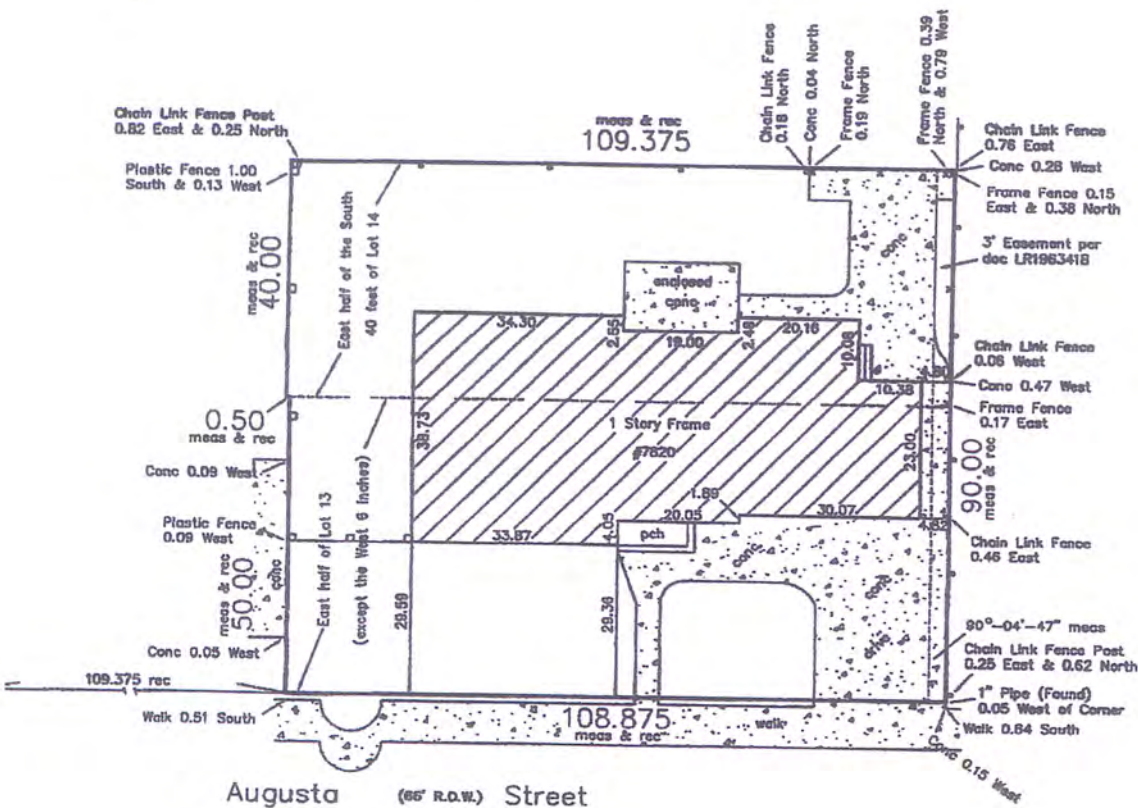 Chain Link Fence Post
0.82 East & 0.25 North
Plastic Fence 1.00
South & 0.13 West
meas & rec
109.375
Chain Link Fence
0.18 North
Conc 0.04 North
Frame Fence
0.19 North
Frame Fence 0.39
North & 0.79 West
Chain Link Fence
0.76 East
Conc 0.28 West
Frame Fence 0.15
East & 0.38 North
3' Easement per
doc LR1963418
meas & rec
40.00
East half of the South
40 feet of Lot 14
conc
enclosed
conc
34.30
2.55
19.00
2.48
20.16
10.08
10.38
4.80
Chain Link Fence
0.06 West
Conc 0.47 West
Frame Fence
0.17 East
0.50
meas & rec
38.73
1 Story Frame
#7820
23.00
90.00
meas & rec
Conc 0.09 West
Plastic Fence
0.09 West
1.89
30.07
20.05
4.05
33.87
pch
4.62
Chain Link Fence
0.46 East
conc
50.00
meas & rec
East half of Lot 13
(except the West 6 inches)
29.59
29.36
conc
conc
drive
90°-04'-47" meas
Chain Link Fence Post
0.25 East & 0.62 North
1" Pipe (Found)
0.05 West of Corner
Walk 0.64 South
Conc 0.15 West
Conc 0.05 West
109.375 rec
Walk 0.51 South
108.875
meas & rec
walk
Augusta (66' R.O.W.) Street